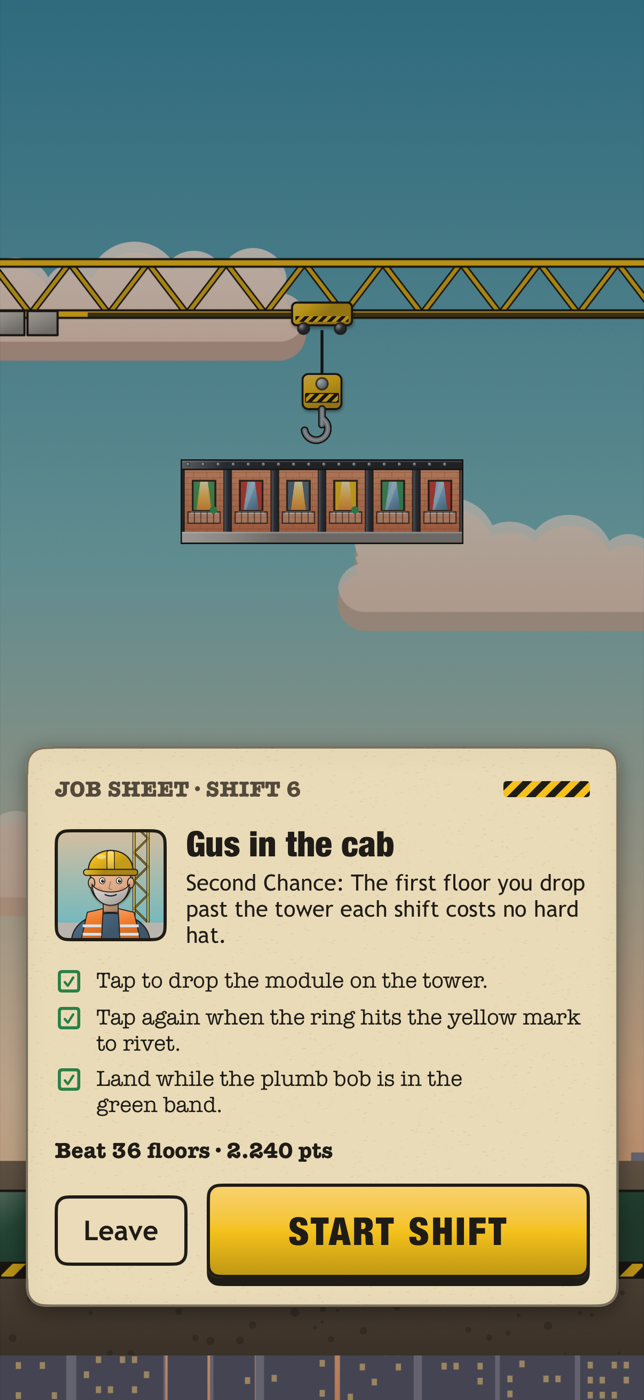 JOB SHEET · SHIFT 6
Gus in the cab
Second Chance: The first floor you drop
past the tower each shift costs no hard
hat.
Tap to drop the module on the tower.
Tap again when the ring hits the yellow mark
to rivet.
Land while the plumb bob is in the
green band.
Beat 36 floors · 2.240 pts
Leave
START SHIFT